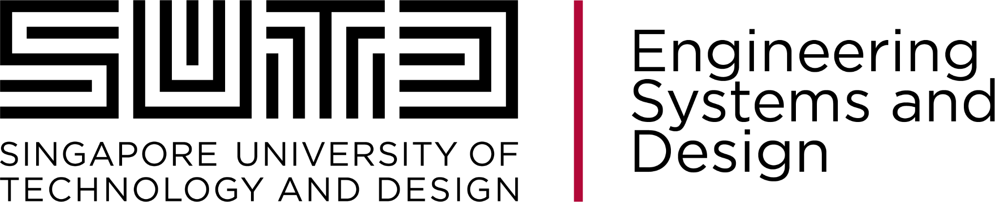 SUTD
SINGAPORE UNIVERSITY OF
TECHNOLOGY AND DESIGN
Engineering
Systems and
Design